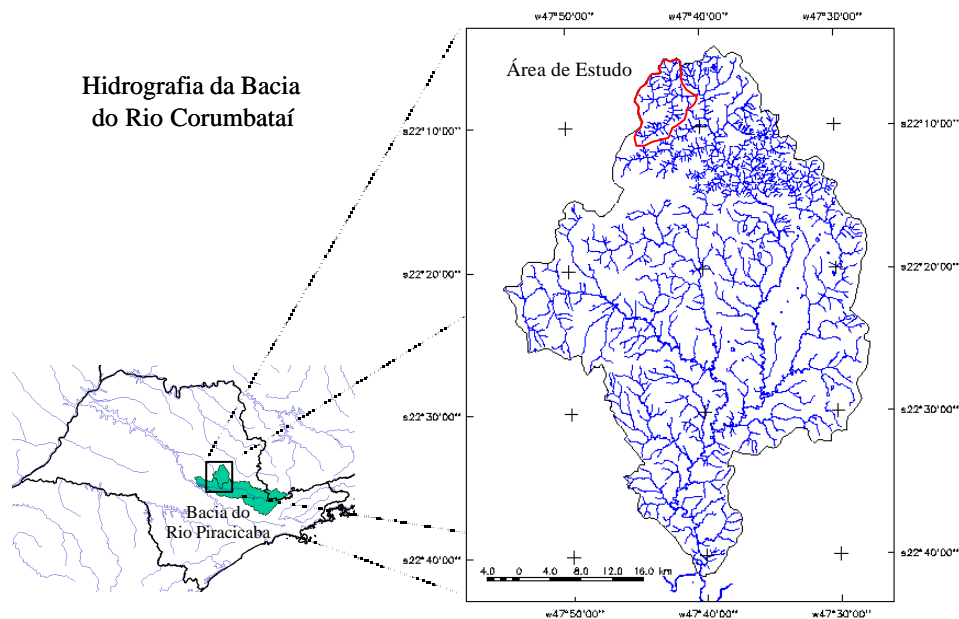 Hidrografia da Bacia
do Rio Corumbataí
Bacia do
Rio Piracicaba
w47°50'00" w47°40'00" w47°30'00"
Área de Estudo
s22°10'00"
s22°20'00"
s22°30'00"
s22°40'00"
s22°10'00"
s22°20'00"
s22°30'00"
s22°40'00"
4.0 0 4.0 8.0 12.0 16.0 km
w47°50'00" w47°40'00" w47°30'00"